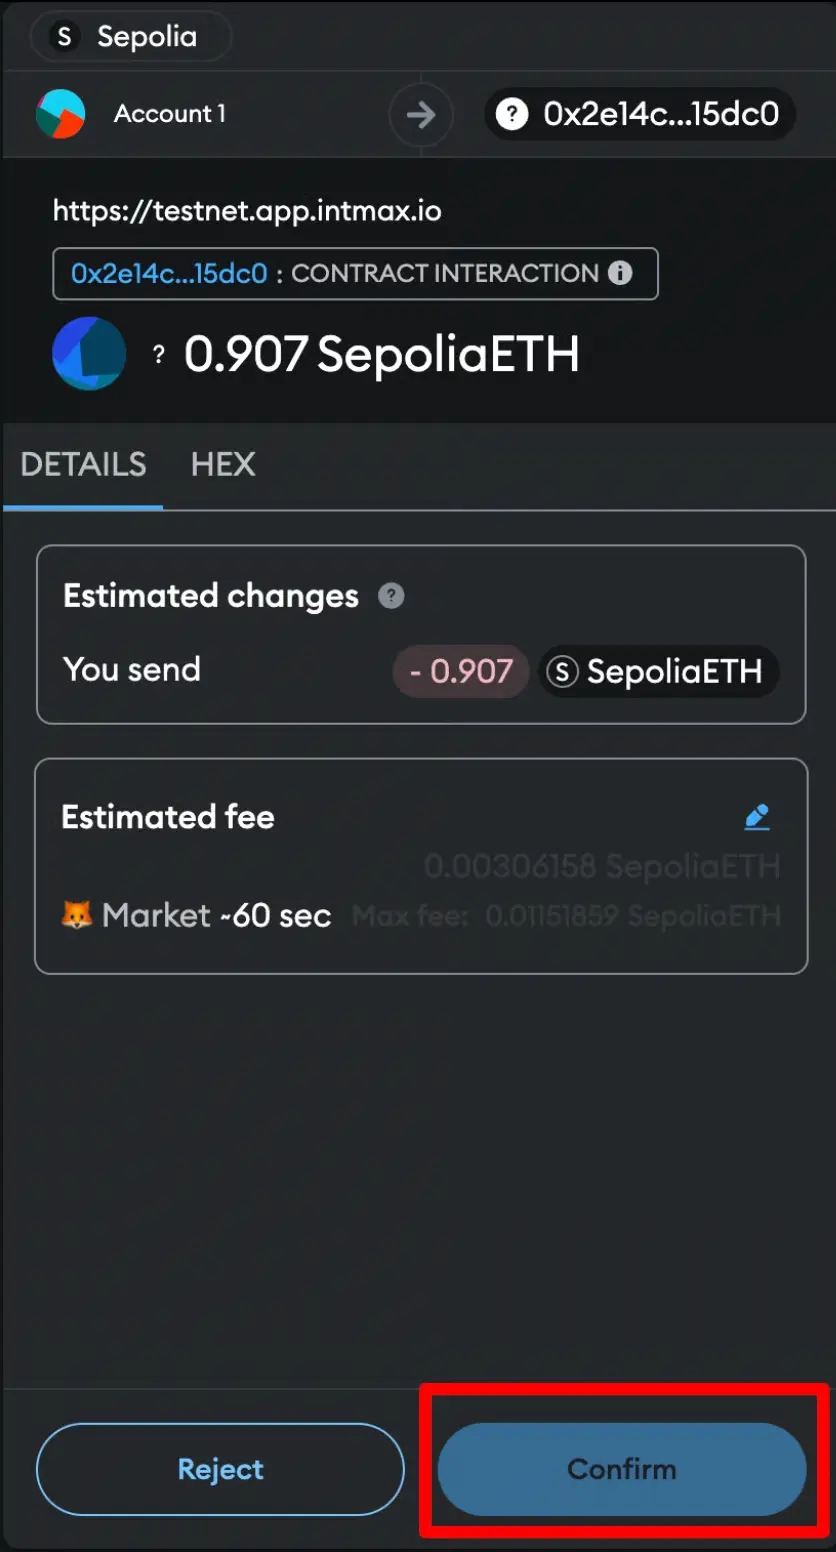 S Sepolia
Account 1 ? 0x2e14c...15dc0
https://testnet.app.intmax.io
0x2e14c...15dc0 : CONTRACT INTERACTION i
? 0.907 SepoliaETH
DETAILS HEX
Estimated changes ?
You send - 0.907 S SepoliaETH
Estimated fee
0.00306158 SepoliaETH
Market ~60 sec Max fee: 0.01151859 SepoliaETH
Reject Confirm